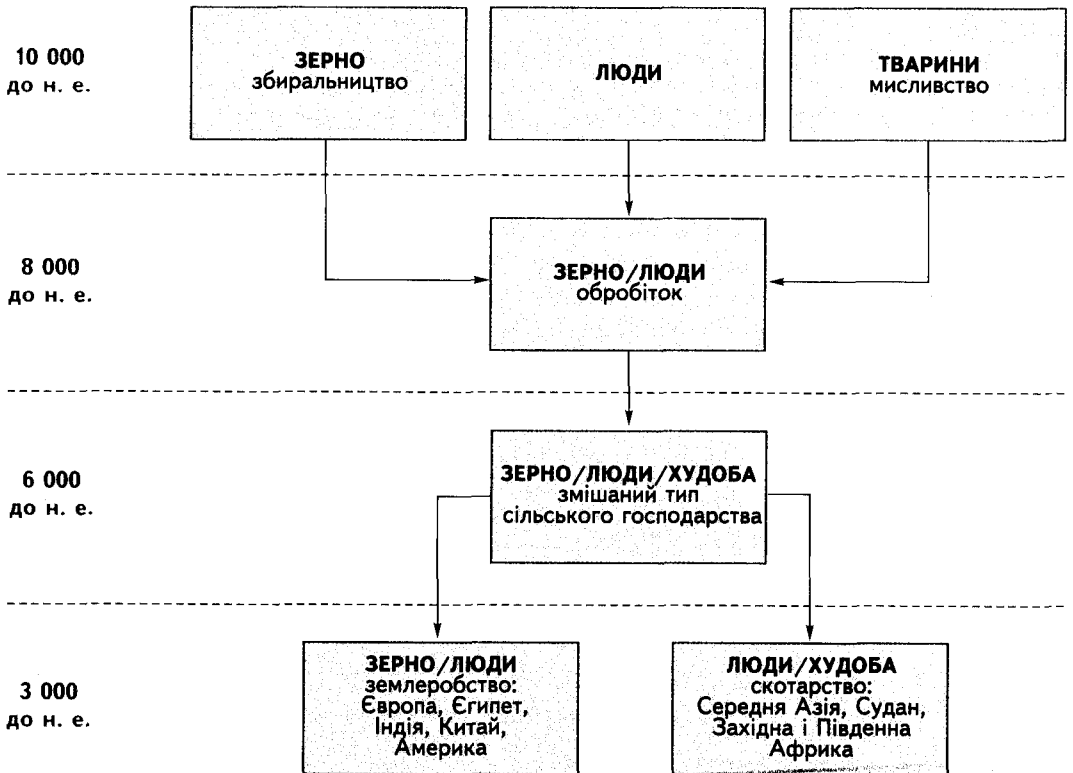 10 000
до н. е.
ЗЕРНО
збиральництво
ЛЮДИ
ТВАРИНИ
мисливство
8 000
до н. е.
ЗЕРНО/ЛЮДИ
обробіток
6 000
до н. е.
ЗЕРНО/ЛЮДИ/ХУДОБА
змішаний тип
сільського господарства
3 000
до н. е.
ЗЕРНО/ЛЮДИ
землеробство:
Європа, Єгипет,
Індія, Китай,
Америка
ЛЮДИ/ХУДОБА
скотарство:
Середня Азія, Судан,
Західна і Південна
Африка